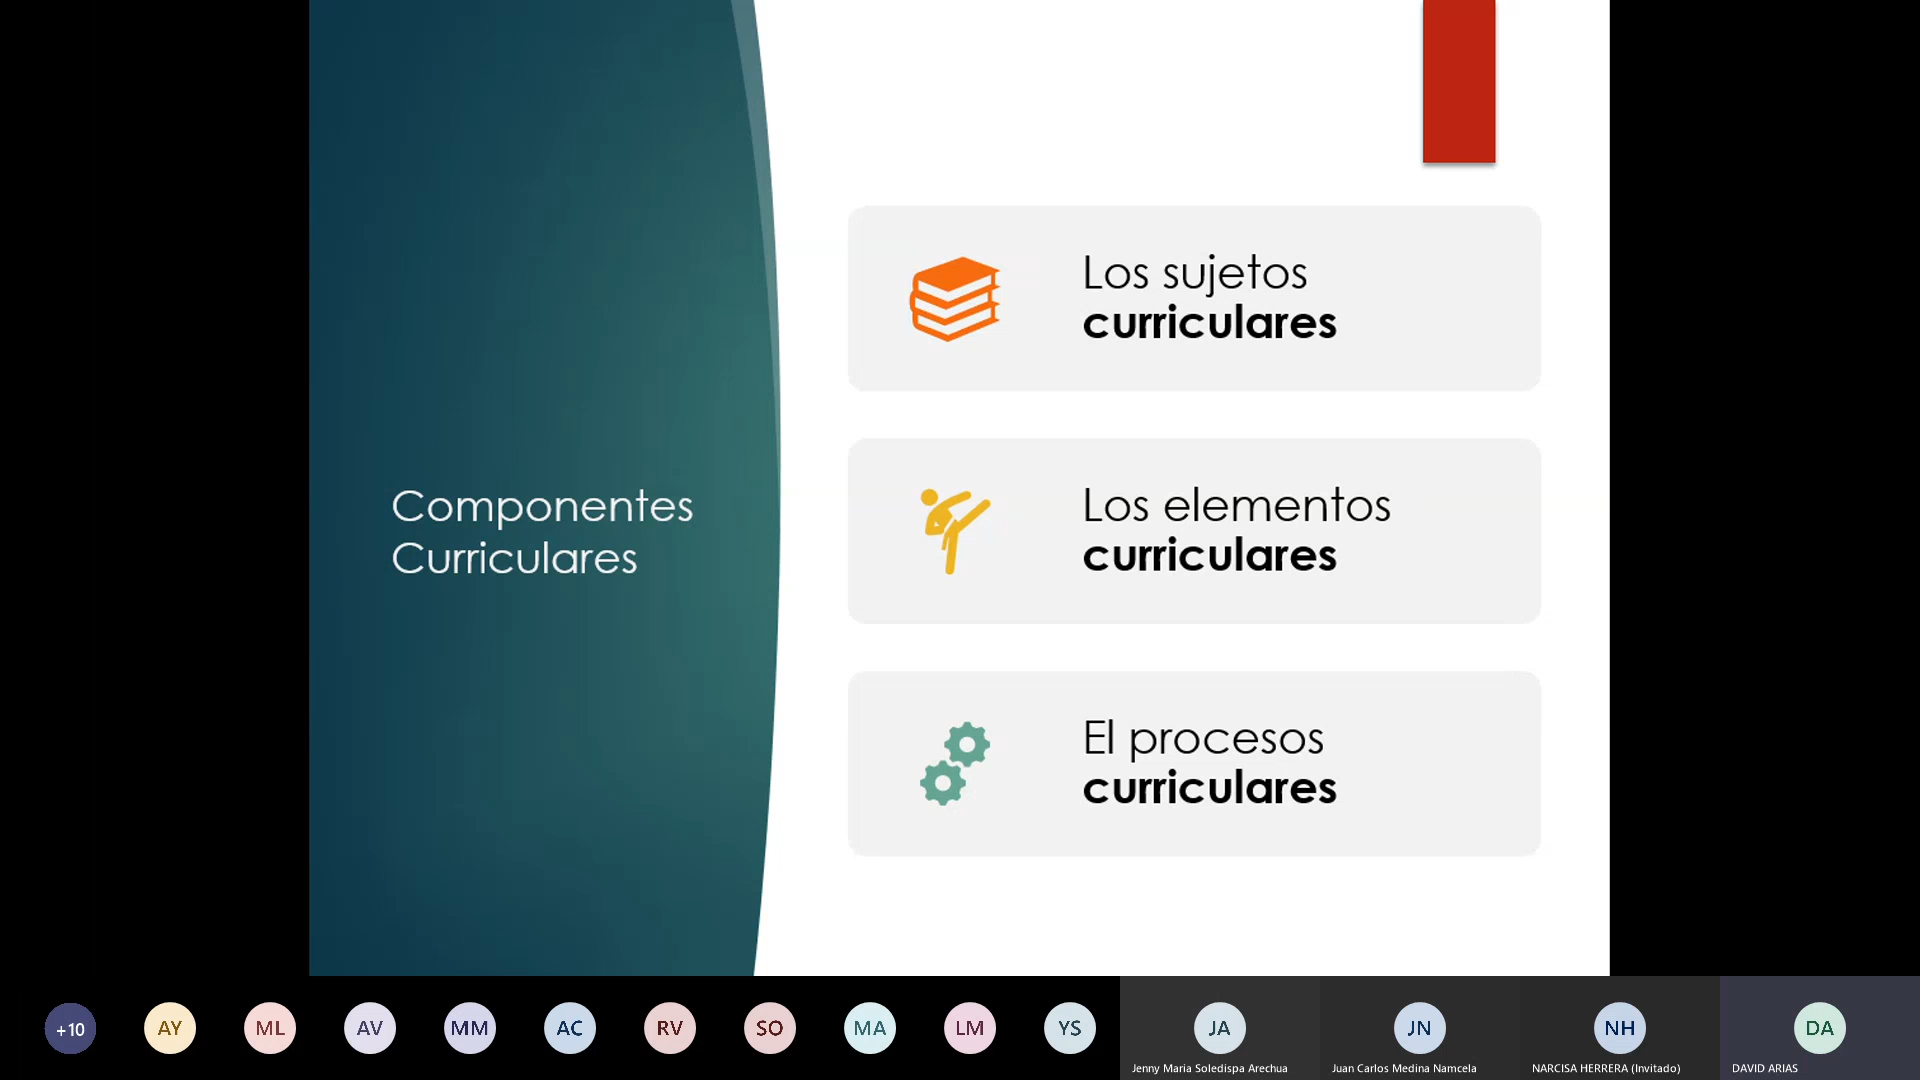 Componentes
Curriculares
Los sujetos
curriculares
Los elementos
curriculares
El procesos
curriculares
+10
AY
ML
AV
MM
AC
RV
SO
MA
LM
YS
JA
Jenny Maria Soledispa Arechua
JN
Juan Carlos Medina Namcela
NH
NARCISA HERRERA (Invitado)
DA
DAVID ARIAS